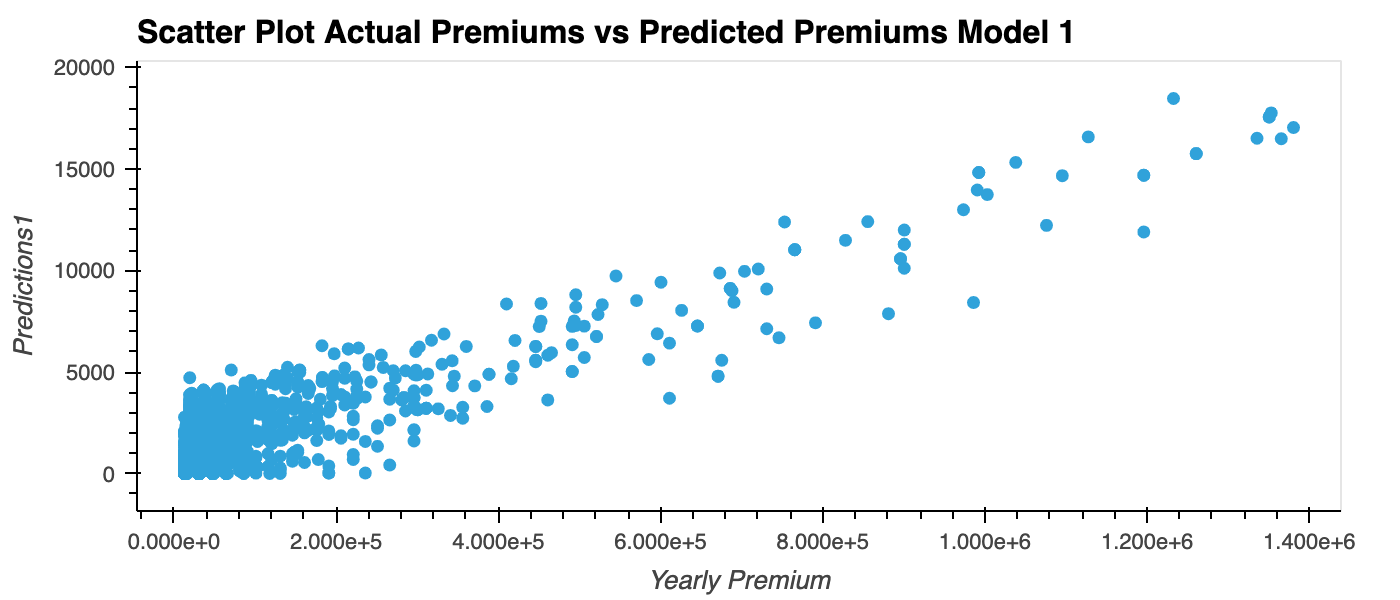 Scatter Plot Actual Premiums vs Predicted Premiums Model 1
20000
15000
10000
5000
0
Predictions1
0.000e+0 2.000e+5 4.000e+5 6.000e+5 8.000e+5 1.000e+6 1.200e+6 1.400e+6
Yearly Premium